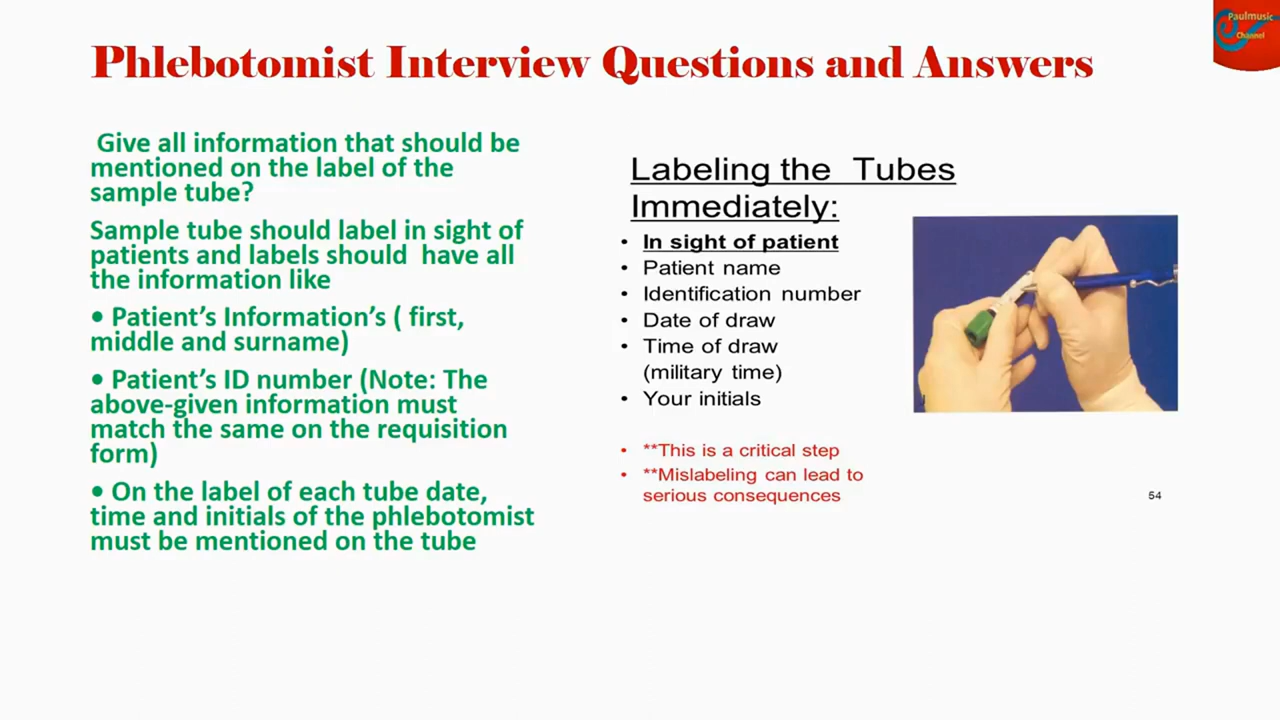 Paulmusic
Channel
Phlebotomist Interview Questions and Answers
Give all information that should be
mentioned on the label of the
sample tube?
Sample tube should label in sight of
patients and labels should have all
the information like
• Patient’s Information’s ( first,
middle and surname)
• Patient’s ID number (Note: The
above-given information must
match the same on the requisition
form)
• On the label of each tube date,
time and initials of the phlebotomist
must be mentioned on the tube
Labeling the Tubes
Immediately:
• In sight of patient
• Patient name
• Identification number
• Date of draw
• Time of draw
(military time)
• Your initials
• **This is a critical step
• **Mislabeling can lead to
serious consequences
54